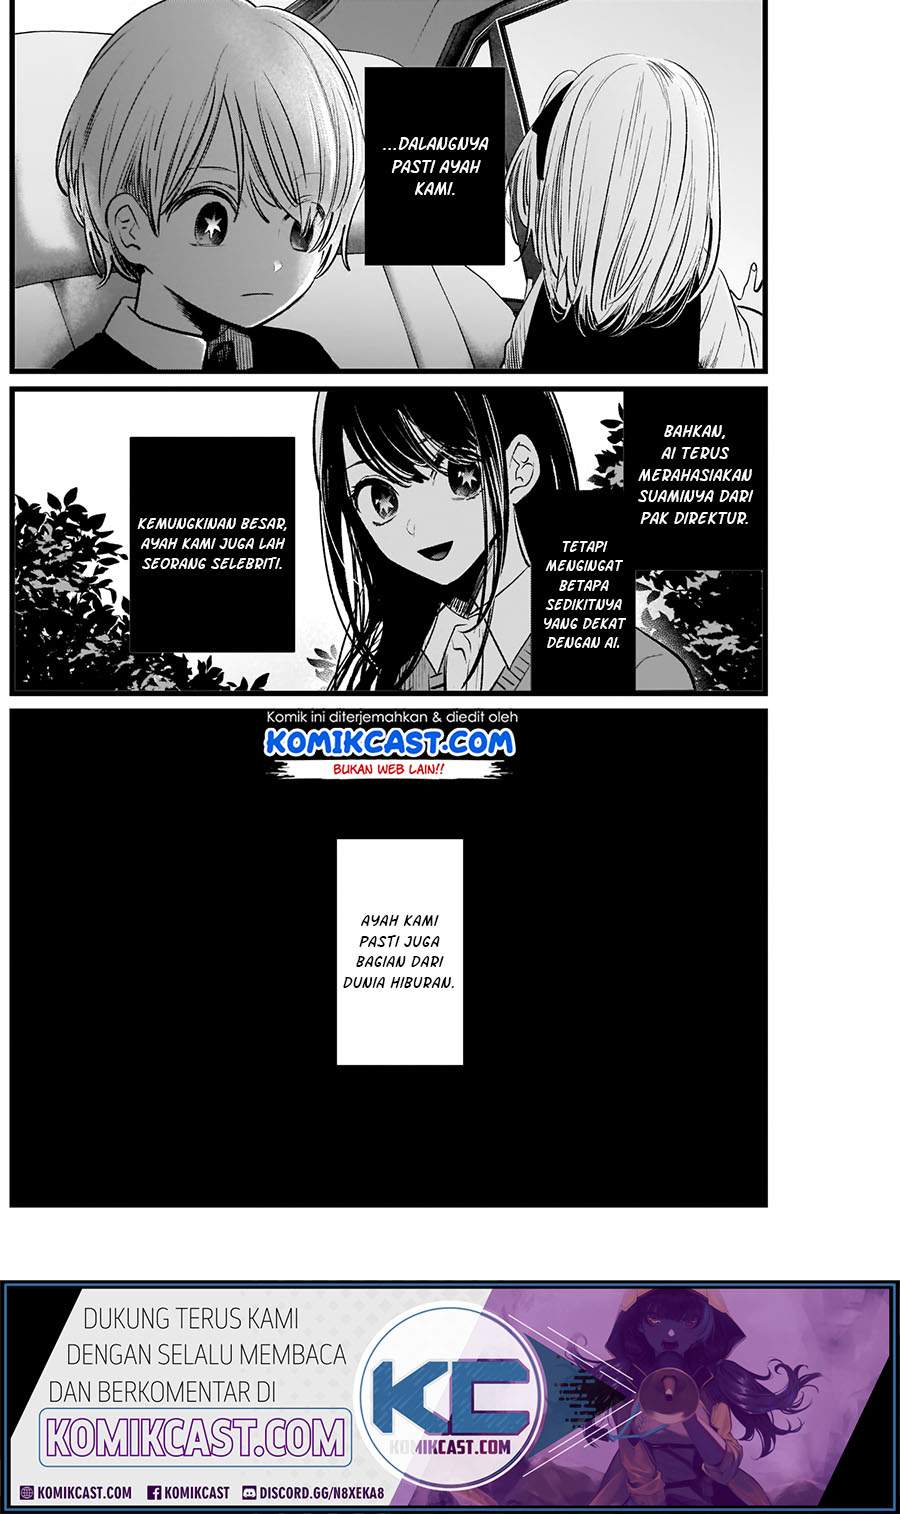 ...DALANGNYA
PASTI AYAH
KAMI.
BAHKAN,
AI TERUS
MERAHASIAKAN
SUAMINYA DARI
PAK DIREKTUR.
TETAPI
MENGINGAT
BETAPA
SEDIKITNYA
YANG DEKAT
DENGAN AI.
KEMUNGKINAN BESAR,
AYAH KAMI JUGA LAH
SEORANG SELEBRITI.
Komik ini diterjemahkan & diedit oleh
KOMIKCAST.COM
BUKAN WEB LAIN!!
AYAH KAMI
PASTI JUGA
BAGIAN DARI
DUNIA HIBURAN.
DUKUNG TERUS KAMI
DENGAN SELALU MEMBACA
DAN BERKOMENTAR DI
KOMIKCAST.COM
KC
KOMIKCAST.COM
KOMIKCAST.COM KOMIKCAST DISCORD.GG/N8XEKA8